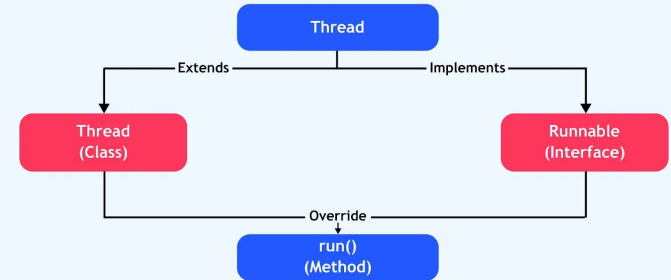 Thread
Extends
Implements
Thread
(Class)
Runnable
(Interface)
Override
run()
(Method)